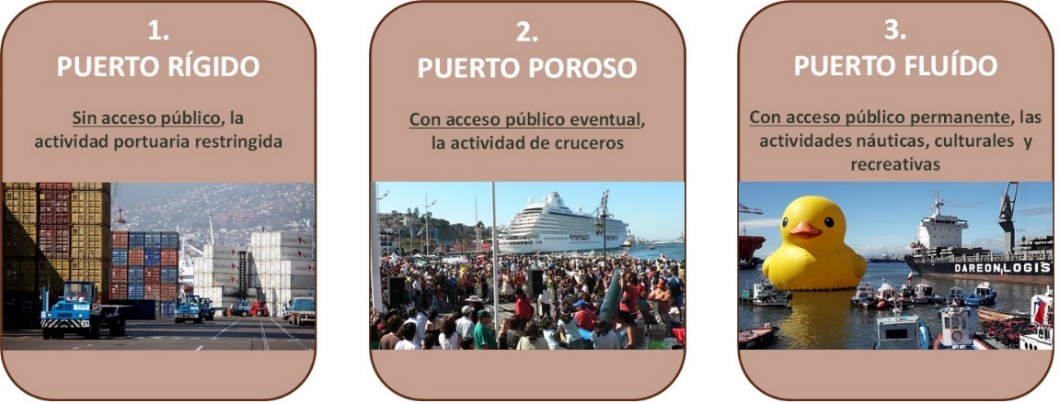 1.
PUERTO RÍGIDO
Sin acceso público, la
actividad portuaria restringida
2.
PUERTO POROSO
Con acceso público eventual,
la actividad de cruceros
3.
PUERTO FLUÍDO
Con acceso público permanente, las
actividades náuticas, culturales y
recreativas
DAREON LOGIS